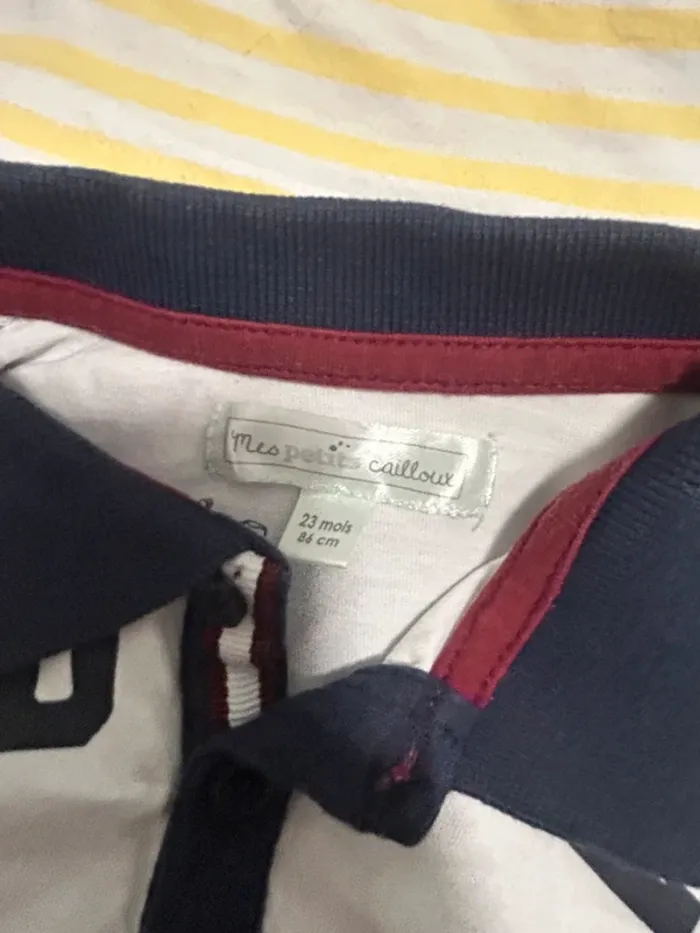 Mes petits cailloux
23 mois
86 cm